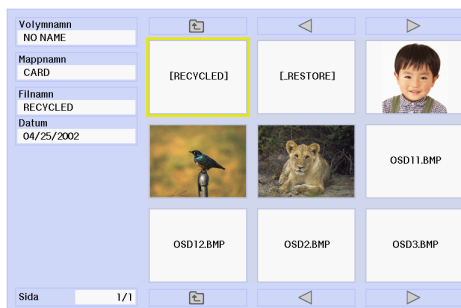 Volymnamn
NO NAME
Mappnamn
CARD
Filnamn
RECYCLED
Datum
04/25/2002
[RECYCLED]
[_RESTORE]
OSD11.BMP
OSD12.BMP
OSD2.BMP
OSD3.BMP
Sida
1/1